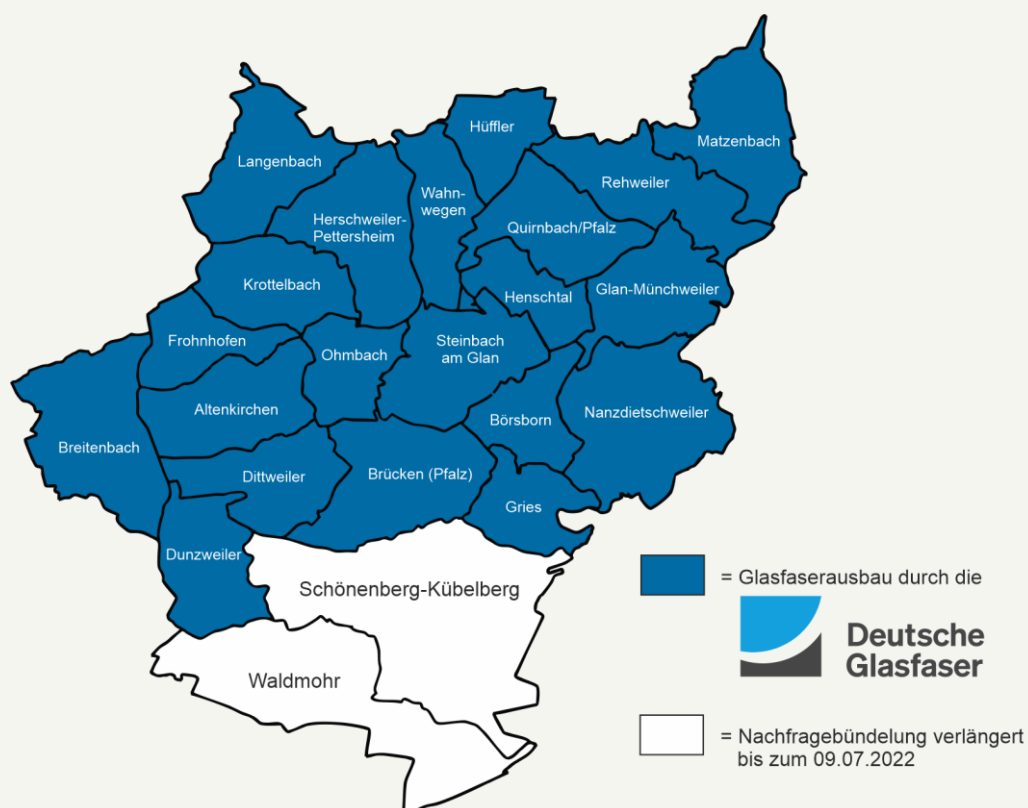 Hüffler
Matzenbach
Langenbach
Rehweiler
Wahn-
wegen
Herschweiler-
Pettersheim
Quirnbach/Pfalz
Krottelbach
Henschtal
Glan-Münchweiler
Frohnhofen
Ohmbach
Steinbach
am Glan
Altenkirchen
Börsborn
Nanzdietschweiler
Breitenbach
Dittweiler
Brücken (Pfalz)
Gries
Dunzweiler
Schönenberg-Kübelberg
Waldmohr
= Glasfaserausbau durch die
Deutsche
Glasfaser
= Nachfragebündelung verlängert
bis zum 09.07.2022